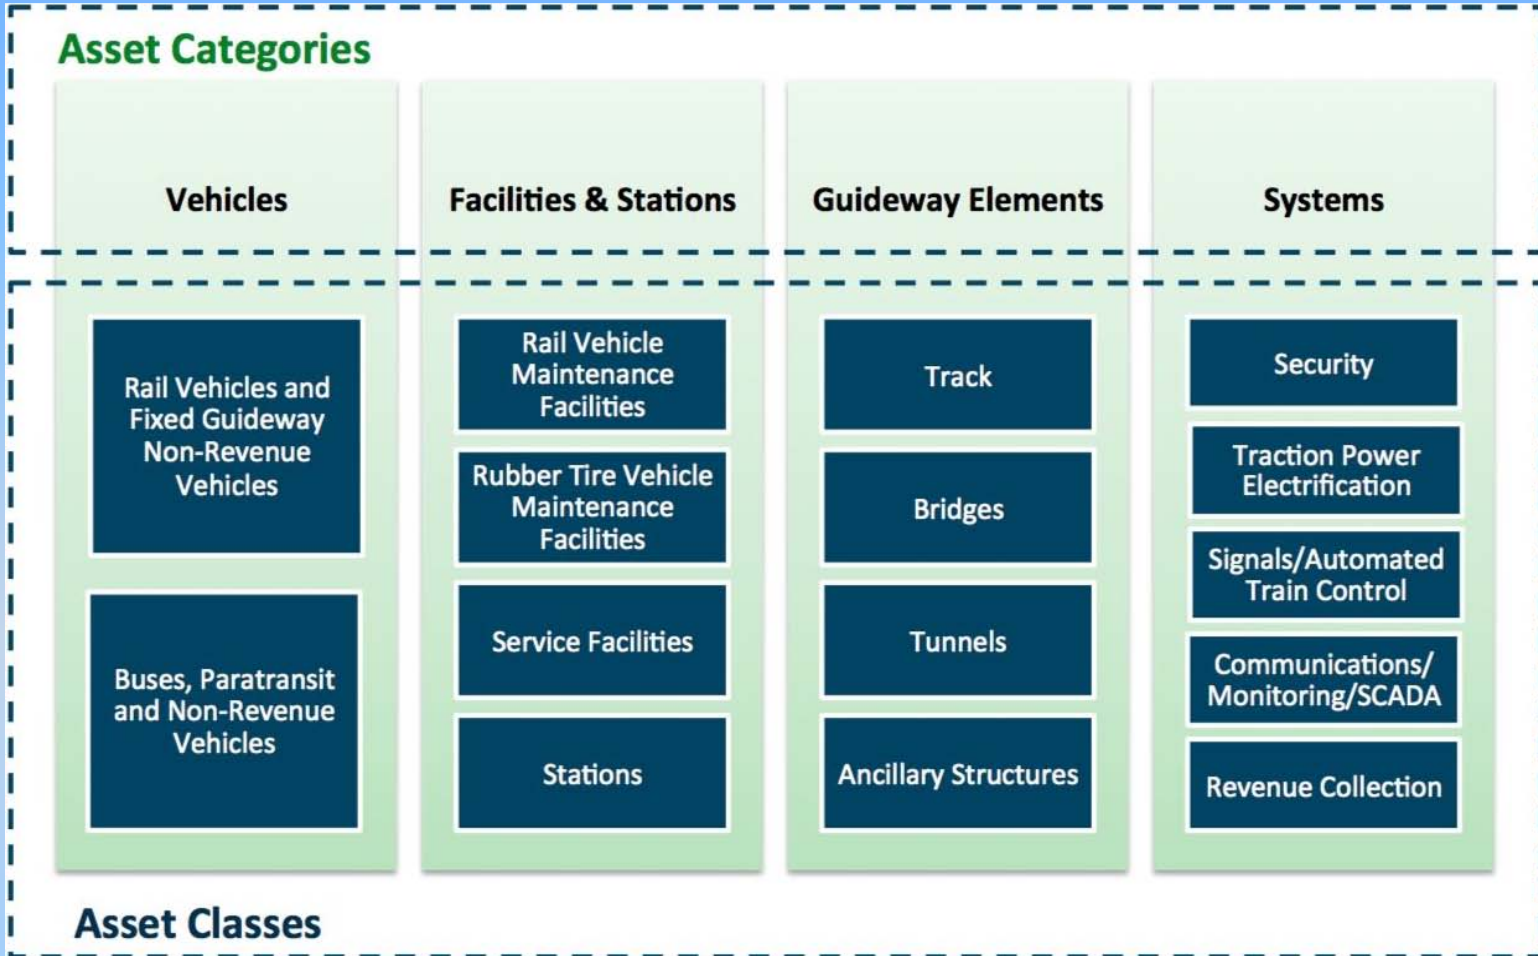 Asset Categories
Vehicles
Facilities & Stations
Guideway Elements
Systems
Rail Vehicles and
Fixed Guideway
Non-Revenue
Vehicles
Buses, Paratransit
and Non-Revenue
Vehicles
Rail Vehicle
Maintenance
Facilities
Rubber Tire Vehicle
Maintenance
Facilities
Service Facilities
Stations
Track
Bridges
Tunnels
Ancillary Structures
Security
Traction Power
Electrification
Signals/Automated
Train Control
Communications/
Monitoring/SCADA
Revenue Collection
Asset Classes